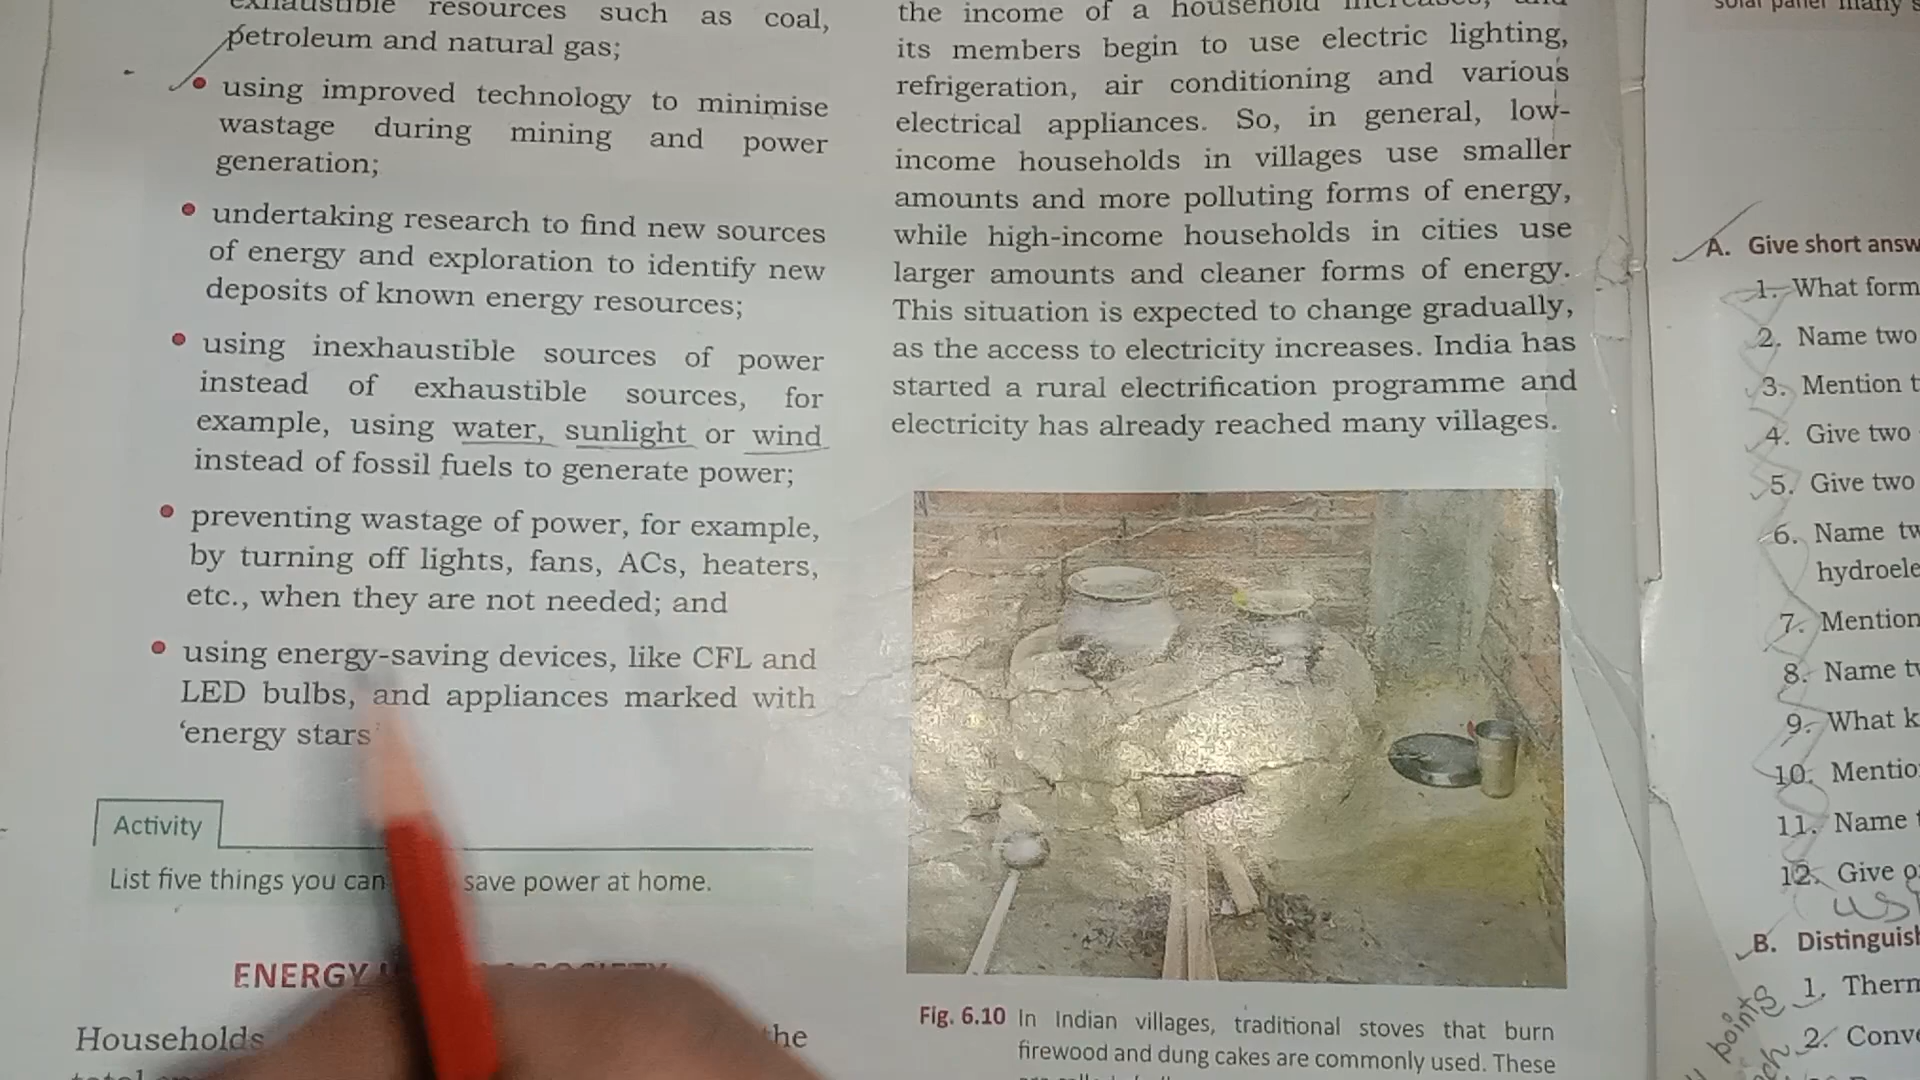 exhaustible resources such as coal,
petroleum and natural gas;
using improved technology to minimise
wastage during mining and power
generation;
undertaking research to find new sources
of energy and exploration to identify new
deposits of known energy resources;
using inexhaustible sources of power
instead of exhaustible sources, for
example, using water, sunlight or wind
instead of fossil fuels to generate power;
preventing wastage of power, for example,
by turning off lights, fans, ACs, heaters,
etc., when they are not needed; and
using energy-saving devices, like CFL and
LED bulbs, and appliances marked with
‘energy stars’
Activity
List five things you can save power at home.
ENERGY
Households the
the income of a household increases, and
its members begin to use electric lighting,
refrigeration, air conditioning and various
electrical appliances. So, in general, low-
income households in villages use smaller
amounts and more polluting forms of energy,
while high-income households in cities use
larger amounts and cleaner forms of energy.
This situation is expected to change gradually,
as the access to electricity increases. India has
started a rural electrification programme and
electricity has already reached many villages.
Fig. 6.10 In Indian villages, traditional stoves that burn
firewood and dung cakes are commonly used. These
solar panel many
A. Give short answ
1. What form
2. Name two
3. Mention t
4. Give two
5. Give two
6. Name tw
hydroele
7. Mention
8. Name tw
9. What k
10. Mentio
11. Name t
12. Give o
us
B. Distinguish
1. Therm
2. Conve
points